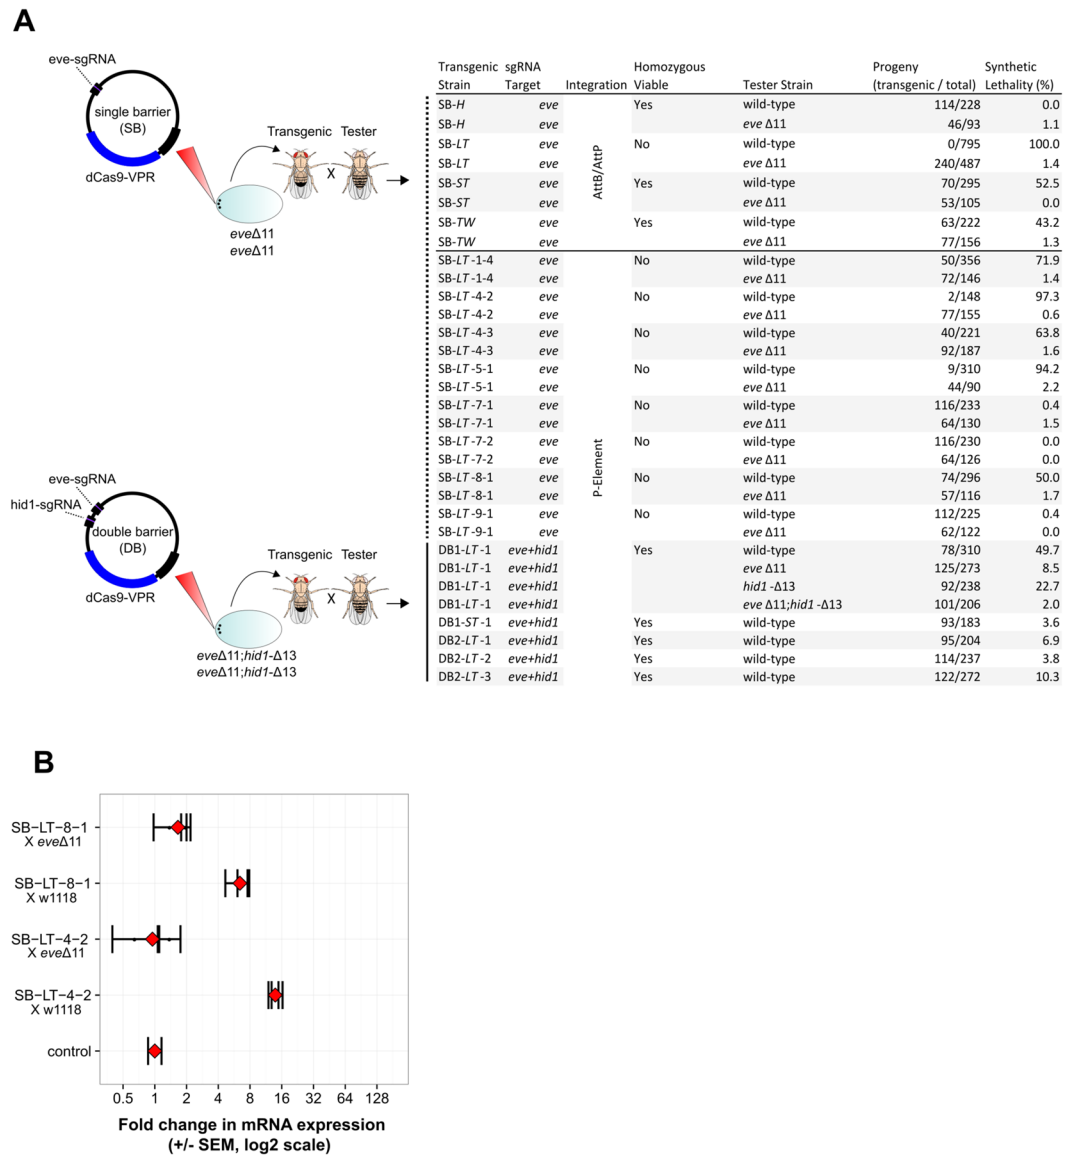 A
eve-sgRNA
single barrier
(SB)
dCas9-VPR
Transgenic Tester
X
eveΔ11
eveΔ11
eve-sgRNA
hid1-sgRNA
double barrier
(DB)
dCas9-VPR
Transgenic Tester
X
eveΔ11;hid1-Δ13
eveΔ11;hid1-Δ13
Transgenic sgRNA Homozygous Progeny Synthetic
Strain Target Integration Viable Tester Strain (transgenic / total) Lethality (%)
AttB/AttP
SB-H eve Yes wild-type 114/228 0.0
SB-H eve eve Δ11 46/93 1.1
SB-LT eve No wild-type 0/795 100.0
SB-LT eve eve Δ11 240/487 1.4
SB-ST eve Yes wild-type 70/295 52.5
SB-ST eve eve Δ11 53/105 0.0
SB-TW eve Yes wild-type 63/222 43.2
SB-TW eve eve Δ11 77/156 1.3
P-Element
SB-LT -1-4 eve No wild-type 50/356 71.9
SB-LT -1-4 eve eve Δ11 72/146 1.4
SB-LT -4-2 eve No wild-type 2/148 97.3
SB-LT -4-2 eve eve Δ11 77/155 0.6
SB-LT -4-3 eve No wild-type 40/221 63.8
SB-LT -4-3 eve eve Δ11 92/187 1.6
SB-LT -5-1 eve No wild-type 9/310 94.2
SB-LT -5-1 eve eve Δ11 44/90 2.2
SB-LT -7-1 eve No wild-type 116/233 0.4
SB-LT -7-1 eve eve Δ11 64/130 1.5
SB-LT -7-2 eve No wild-type 116/230 0.0
SB-LT -7-2 eve eve Δ11 64/126 0.0
SB-LT -8-1 eve No wild-type 74/296 50.0
SB-LT -8-1 eve eve Δ11 57/116 1.7
SB-LT -9-1 eve No wild-type 112/225 0.4
SB-LT -9-1 eve eve Δ11 62/122 0.0
DB1-LT -1 eve+hid1 Yes wild-type 78/310 49.7
DB1-LT -1 eve+hid1 eve Δ11 125/273 8.5
DB1-LT -1 eve+hid1 hid1 -Δ13 92/238 22.7
DB1-LT -1 eve+hid1 eve Δ11;hid1 -Δ13 101/206 2.0
DB1-ST -1 eve+hid1 Yes wild-type 93/183 3.6
DB2-LT -1 eve+hid1 Yes wild-type 95/204 6.9
DB2-LT -2 eve+hid1 Yes wild-type 114/237 3.8
DB2-LT -3 eve+hid1 Yes wild-type 122/272 10.3
B
SB−LT−8−1
X eveΔ11
SB−LT−8−1
X w1118
SB−LT−4−2
X eveΔ11
SB−LT−4−2
X w1118
control
0.5 1 2 4 8 16 32 64 128
Fold change in mRNA expression
(+/- SEM, log2 scale)